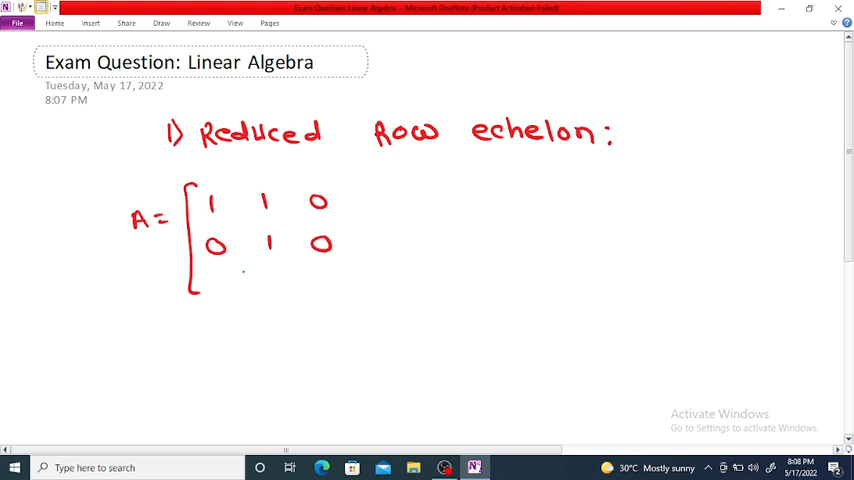 Exam Question: Linear Algebra - Microsoft OneNote (Product Activation Failed)
File Home Insert Share Draw History Review View Pages
Exam Question: Linear Algebra
Tuesday, May 17, 2022
8:07 PM
1) Reduced Row echelon:
A = [ 1 1 0
0 1 0
Activate Windows
Go to Settings to activate Windows.
Type here to search
30°C Mostly sunny
8:08 PM
5/17/2022
2